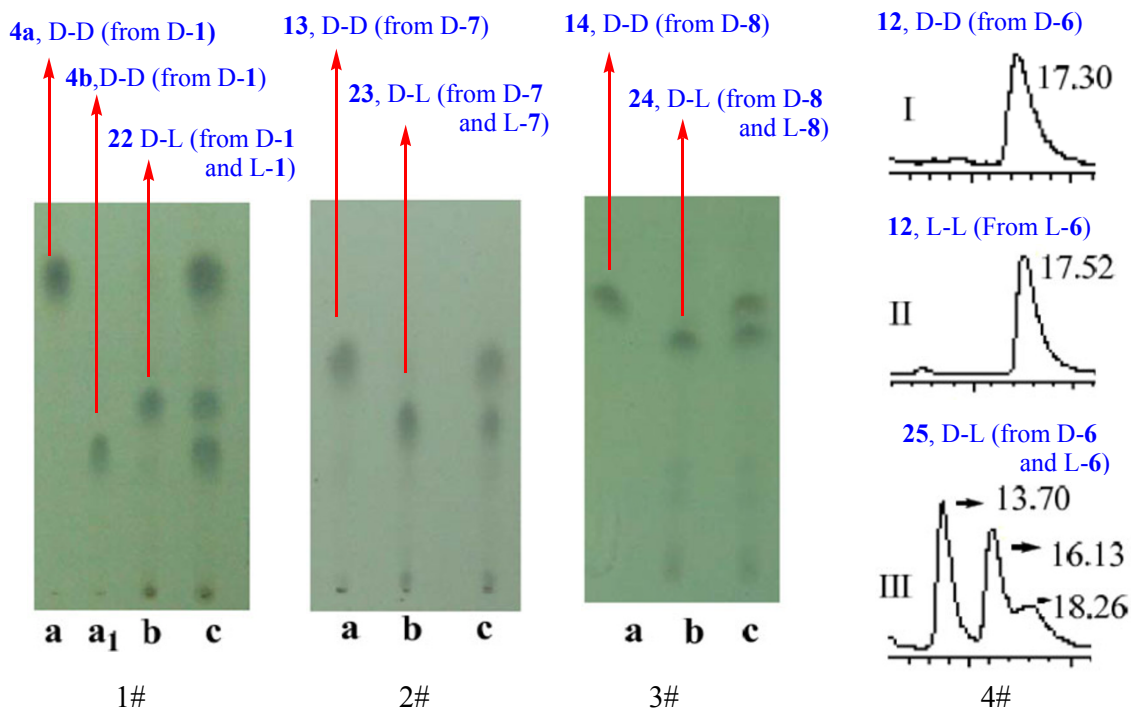 4a, D-D (from D-1)
4b,D-D (from D-1)
22 D-L (from D-1
and L-1)
a a1 b c
1#
13, D-D (from D-7)
23, D-L (from D-7
and L-7)
a b c
2#
14, D-D (from D-8)
24, D-L (from D-8
and L-8)
a b c
3#
12, D-D (from D-6)
I
17.30
12, L-L (From L-6)
II
17.52
25, D-L (from D-6
and L-6)
13.70
16.13
III
18.26
4#